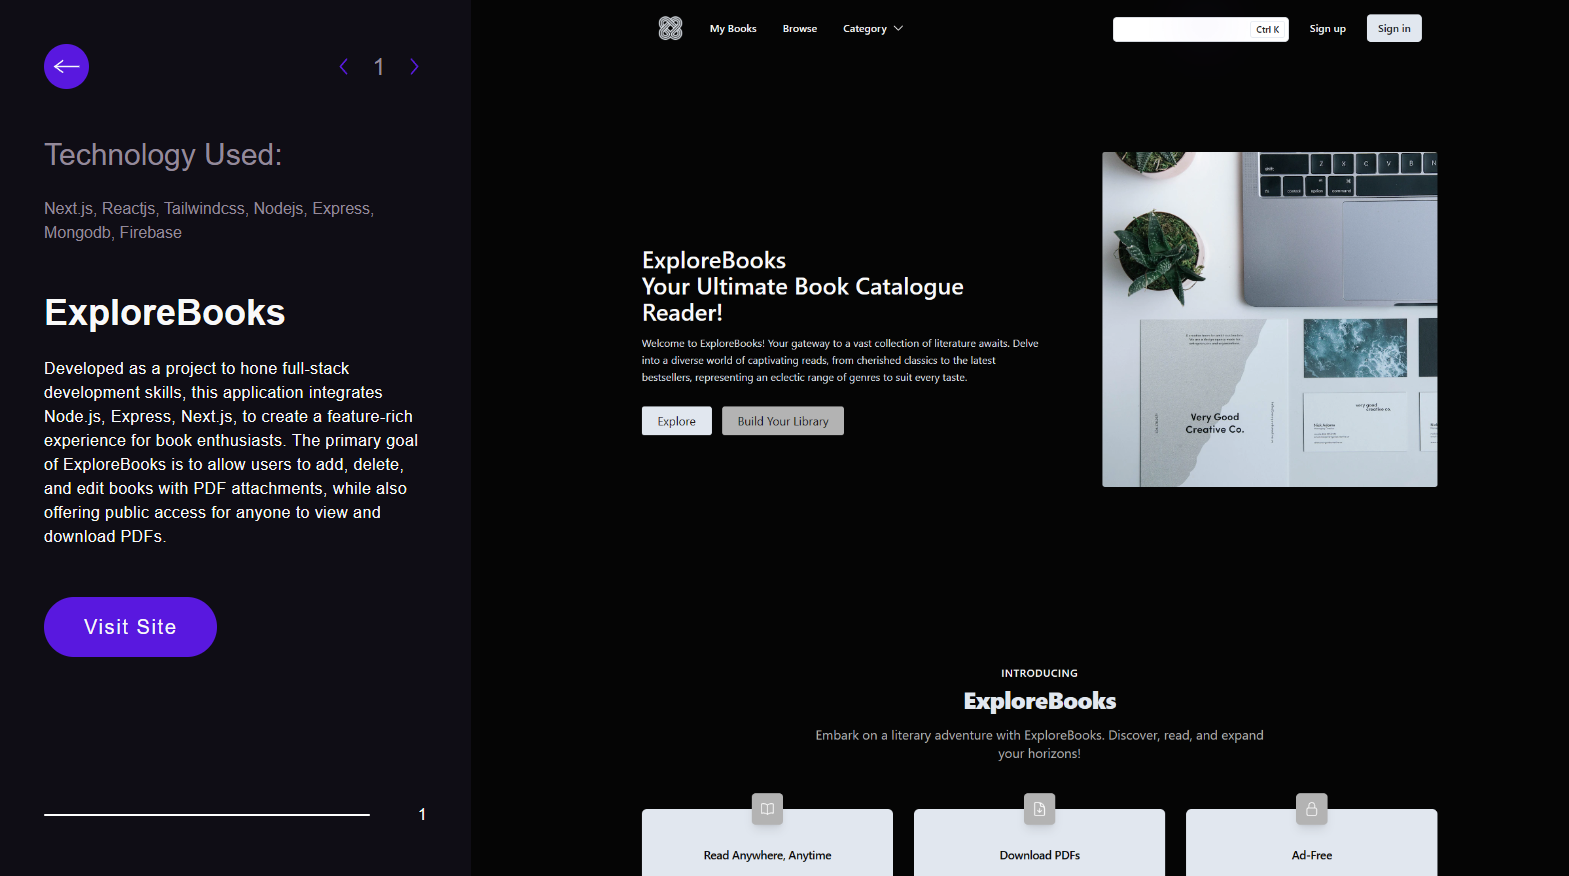 1
Technology Used:
Next.js, Reactjs, Tailwindcss, Nodejs, Express,
Mongodb, Firebase
ExploreBooks
Developed as a project to hone full-stack
development skills, this application integrates
Node.js, Express, Next.js, to create a feature-rich
experience for book enthusiasts. The primary goal
of ExploreBooks is to allow users to add, delete,
and edit books with PDF attachments, while also
offering public access for anyone to view and
download PDFs.
Visit Site
1
My Books Browse Category Ctrl K Sign up Sign in
ExploreBooks
Your Ultimate Book Catalogue
Reader!
Welcome to ExploreBooks! Your gateway to a vast collection of literature awaits. Delve
into a diverse world of captivating reads, from cherished classics to the latest
bestsellers, representing an eclectic range of genres to suit every taste.
Explore Build Your Library
Z X C V B N
command
Very Good
Creative Co.
very good
creative co
INTRODUCING
ExploreBooks
Embark on a literary adventure with ExploreBooks. Discover, read, and expand
your horizons!
Read Anywhere, Anytime
Download PDFs
Ad-Free